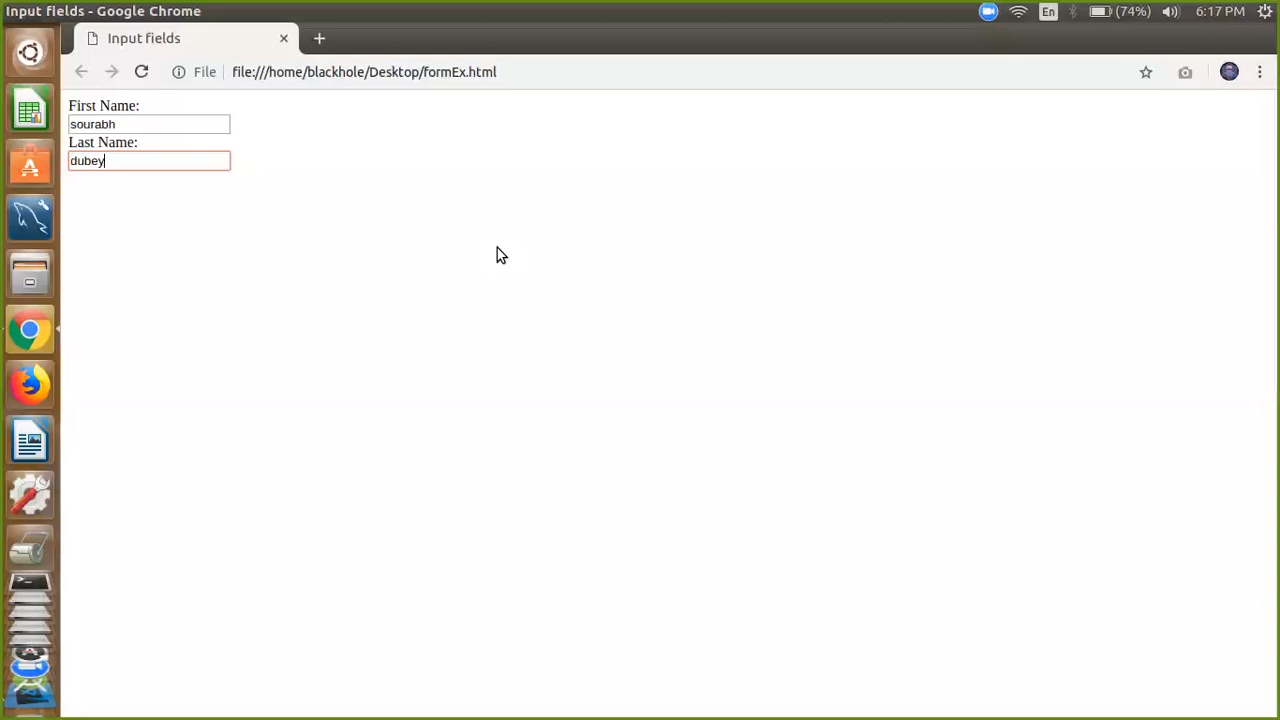 Input fields - Google Chrome
En
(74%)
6:17 PM
Input fields
File
file:///home/blackhole/Desktop/formEx.html
First Name:
sourabh
Last Name:
dubey